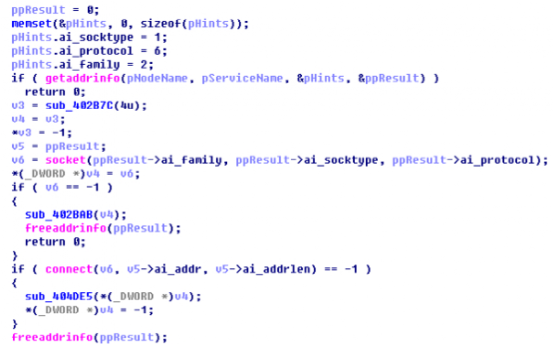 ppResult = 0;
memset(&pHints, 0, sizeof(pHints));
pHints.ai_socktype = 1;
pHints.ai_protocol = 6;
pHints.ai_family = 2;
if ( getaddrinfo(pNodeName, pServiceName, &pHints, &ppResult) )
  return 0;
v3 = sub_402B7C(4u);
v4 = v3;
*v3 = -1;
v5 = ppResult;
v6 = socket(ppResult->ai_family, ppResult->ai_socktype, ppResult->ai_protocol);
*(_DWORD *)v4 = v6;
if ( v6 == -1 )
{
  sub_402BAB(v4);
  freeaddrinfo(ppResult);
  return 0;
}
if ( connect(v6, v5->ai_addr, v5->ai_addrlen) == -1 )
{
  sub_404DE5(*(_DWORD *)v4);
  *(_DWORD *)v4 = -1;
}
freeaddrinfo(ppResult);